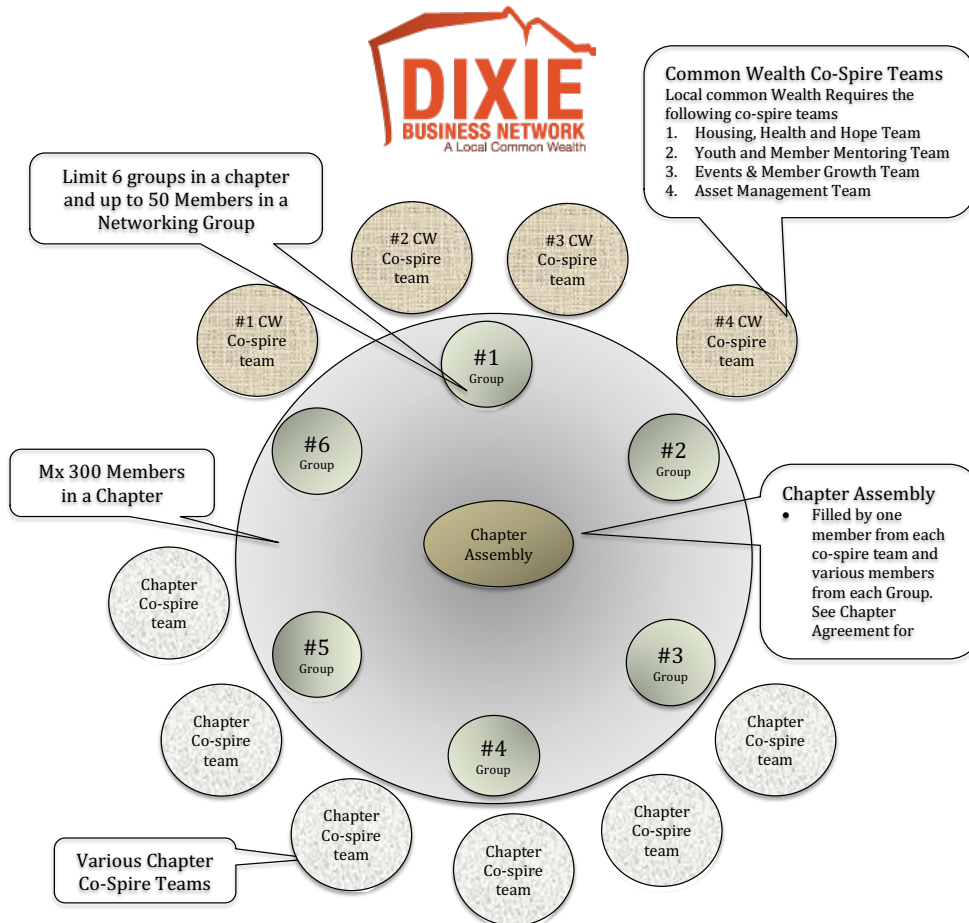 DIXIE
BUSINESS NETWORK
A Local Common Wealth
Common Wealth Co-Spire Teams
Local common Wealth Requires the
following co-spire teams
1. Housing, Health and Hope Team
2. Youth and Member Mentoring Team
3. Events & Member Growth Team
4. Asset Management Team
Limit 6 groups in a chapter
and up to 50 Members in a
Networking Group
#2 CW
Co-spire
team
#3 CW
Co-spire
team
#1 CW
Co-spire
team
#4 CW
Co-spire
team
#1
Group
#6
Group
#2
Group
Mx 300 Members
in a Chapter
Chapter
Assembly
Chapter Assembly
• Filled by one
member from each
co-spire team and
various members
from each Group.
See Chapter
Agreement for
Chapter
Co-spire
team
#5
Group
#3
Group
Chapter
Co-spire
team
#4
Group
Chapter
Co-spire
team
Chapter
Co-spire
team
Chapter
Co-spire
team
Chapter
Co-spire
team
Various Chapter
Co-Spire Teams